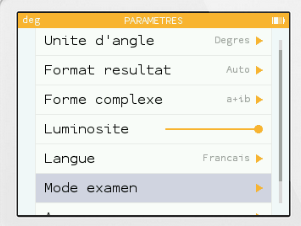 deg PARAMETRES
Unite d'angle Degres
Format resultat Auto
Forme complexe a+ib
Luminosite
Langue Francais
Mode examen